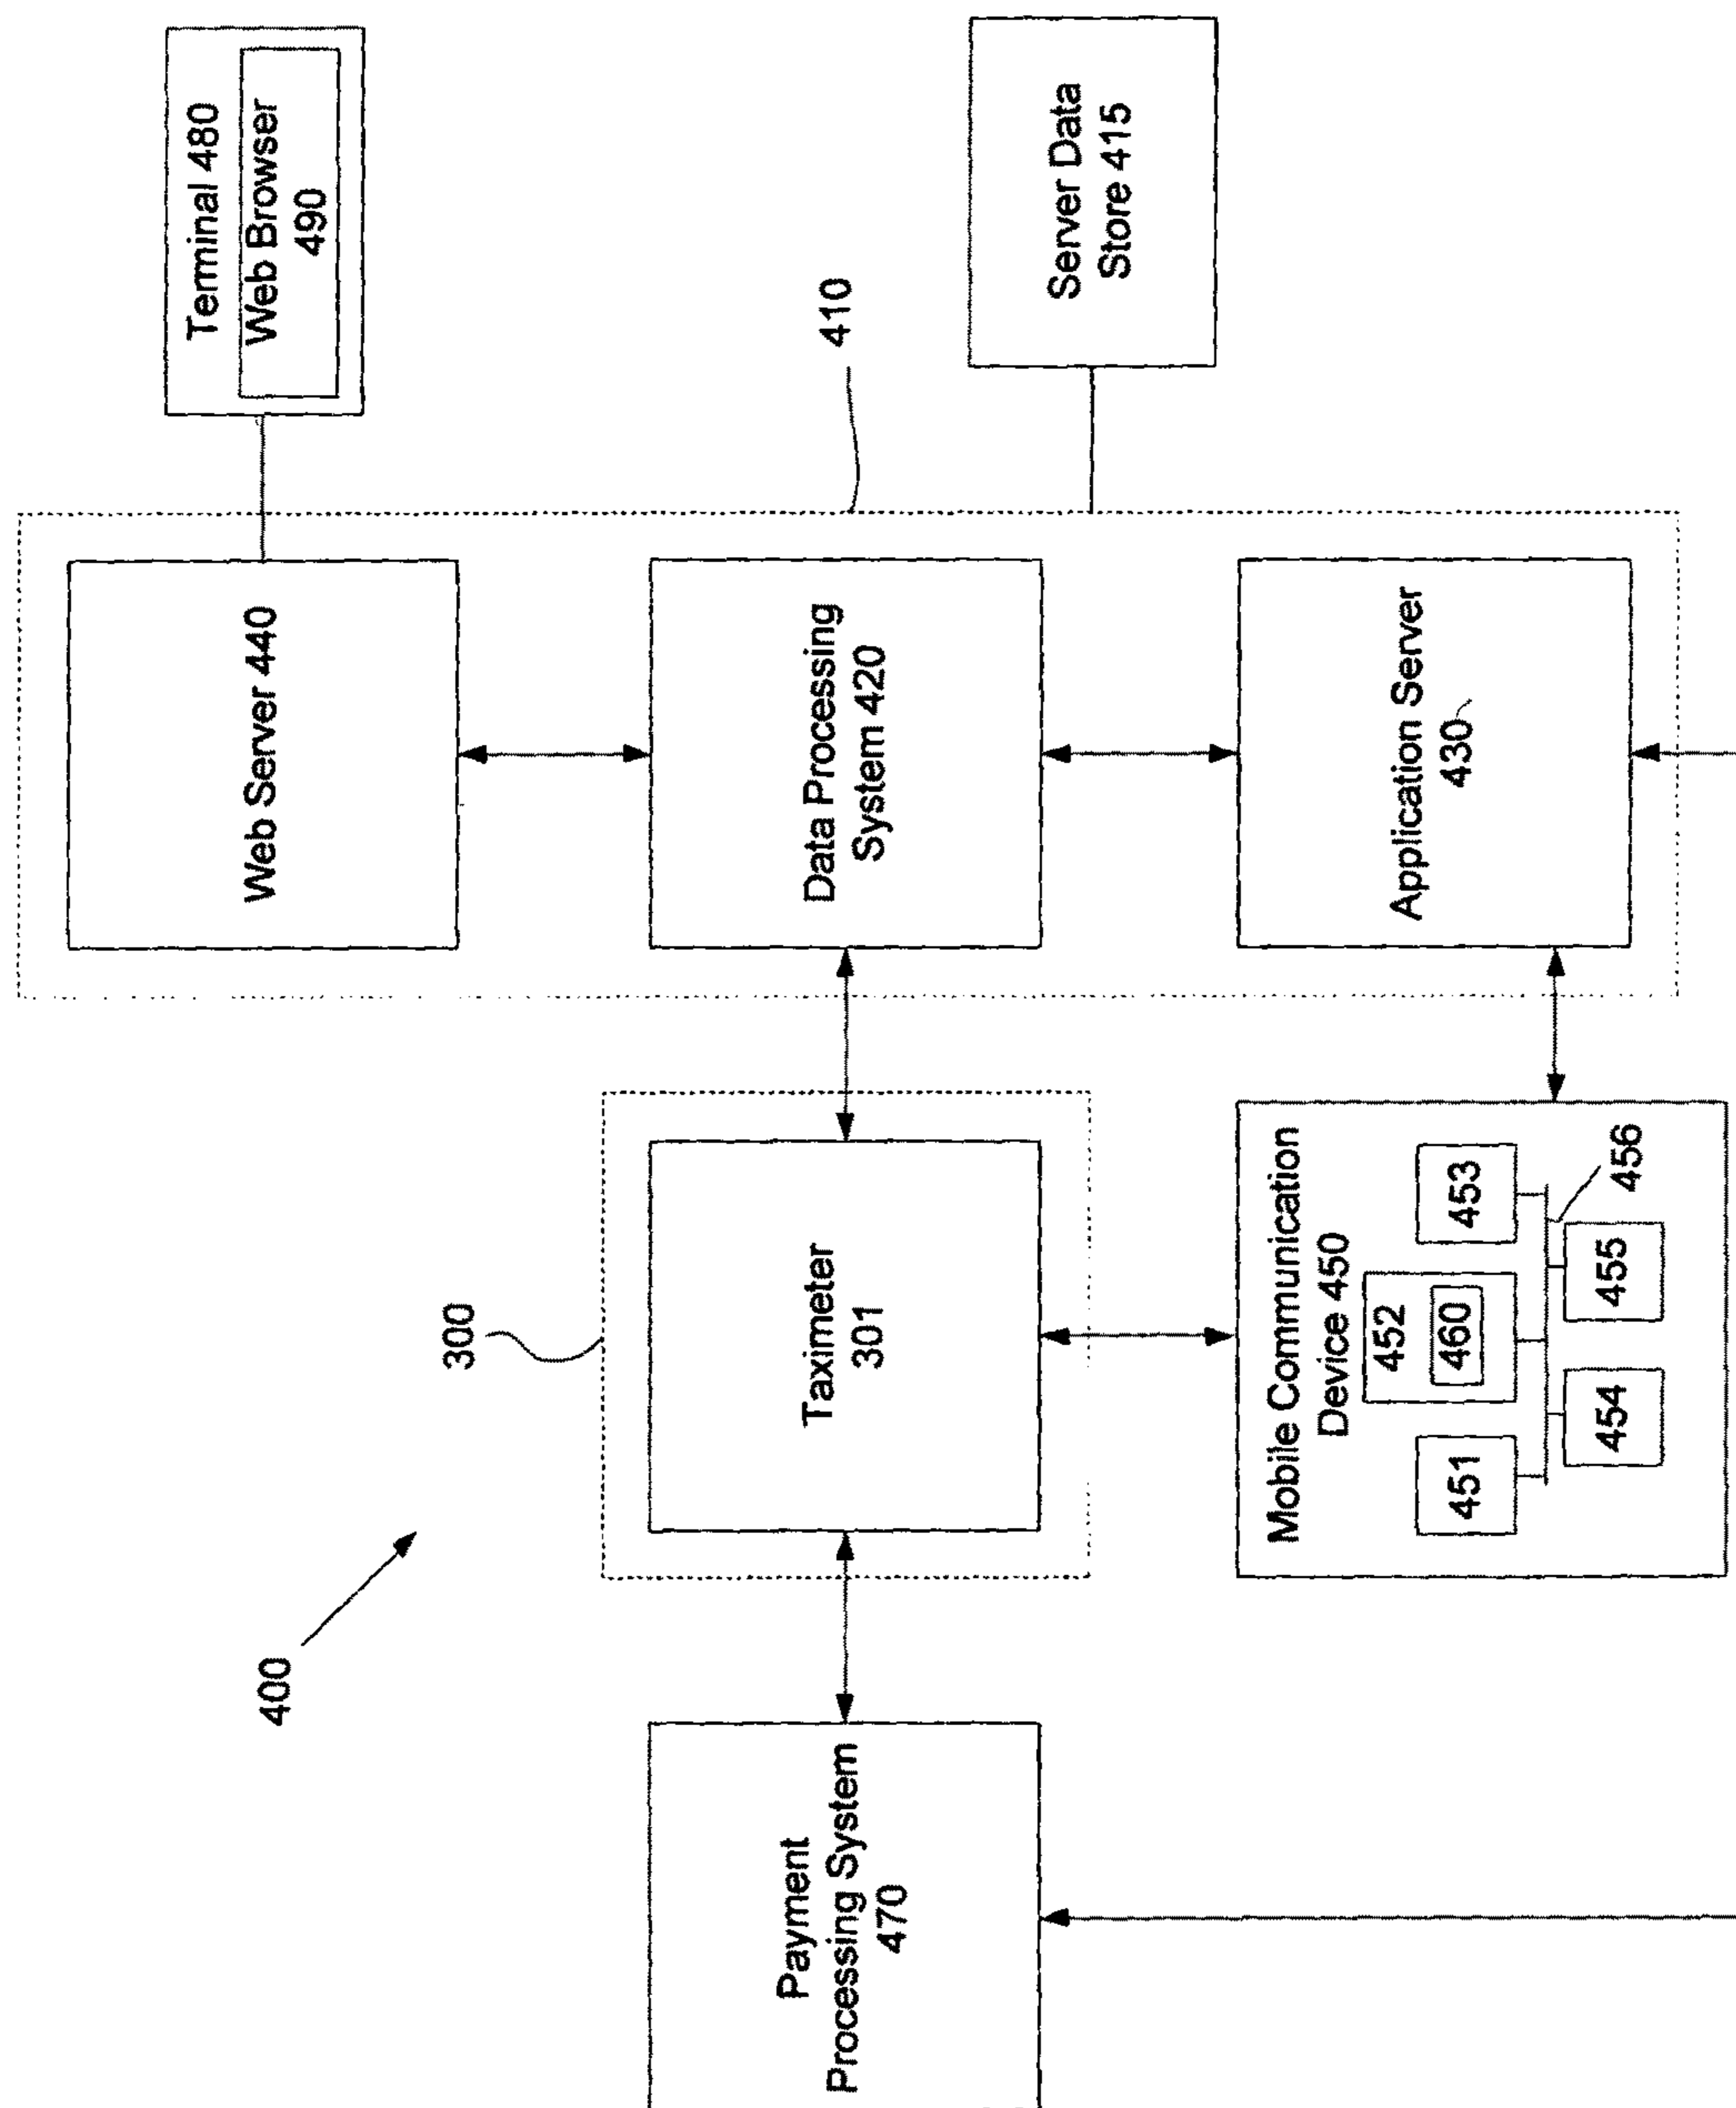 400
300
410
Payment
Processing System
470
Taximeter
301
Data Processing
System 420
Web Server 440
Application Server
430
Terminal 480
Web Browser
490
Server Data
Store 415
Mobile Communication
Device 450
451
452
460
453
454
455
456